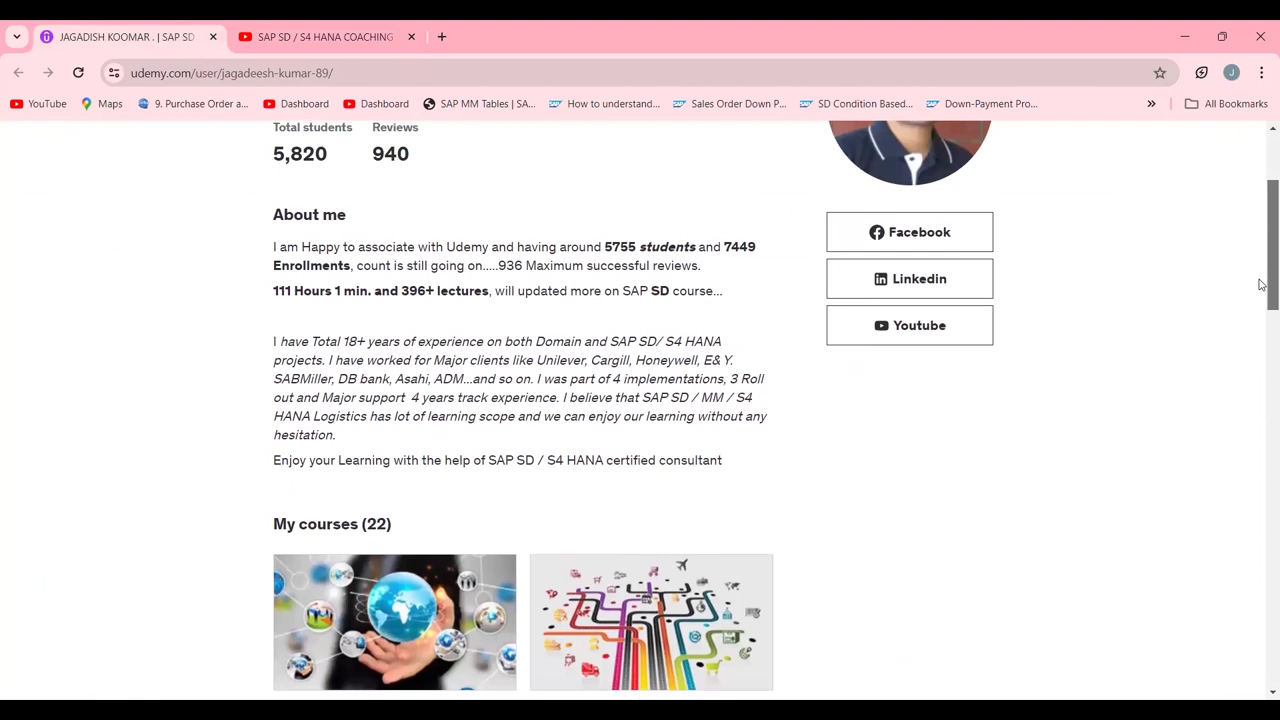 JAGADISH KOOMAR . | SAP SD
SAP SD / S4 HANA COACHING
udemy.com/user/jagadeesh-kumar-89/
J
YouTube
Maps
9. Purchase Order a...
Dashboard
Dashboard
SAP MM Tables | SA...
How to understand...
Sales Order Down P...
SD Condition Based...
Down-Payment Pro...
All Bookmarks
Total students
Reviews
5,820
940
About me
I am Happy to associate with Udemy and having around 5755 students and 7449
Enrollments, count is still going on.....936 Maximum successful reviews.
111 Hours 1 min. and 396+ lectures, will updated more on SAP SD course...
I have Total 18+ years of experience on both Domain and SAP SD/ S4 HANA
projects. I have worked for Major clients like Unilever, Cargill, Honeywell, E& Y.
SABMiller, DB bank, Asahi, ADM...and so on. I was part of 4 implementations, 3 Roll
out and Major support  4 years track experience. I believe that SAP SD / MM / S4
HANA Logistics has lot of learning scope and we can enjoy our learning without any
hesitation.
Enjoy your Learning with the help of SAP SD / S4 HANA certified consultant
Facebook
Linkedin
Youtube
My courses (22)